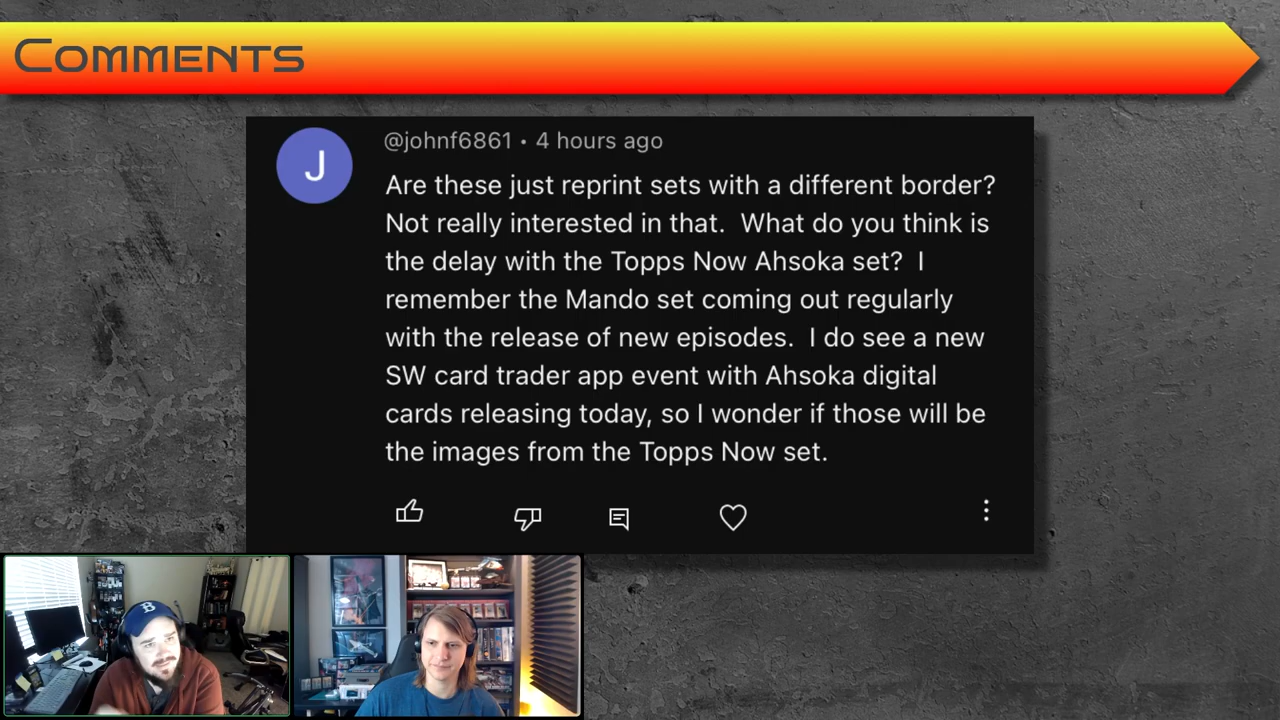 Comments
@johnf6861 • 4 hours ago
J
Are these just reprint sets with a different border?
Not really interested in that.  What do you think is
the delay with the Topps Now Ahsoka set?  I
remember the Mando set coming out regularly
with the release of new episodes.  I do see a new
SW card trader app event with Ahsoka digital
cards releasing today, so I wonder if those will be
the images from the Topps Now set.
B